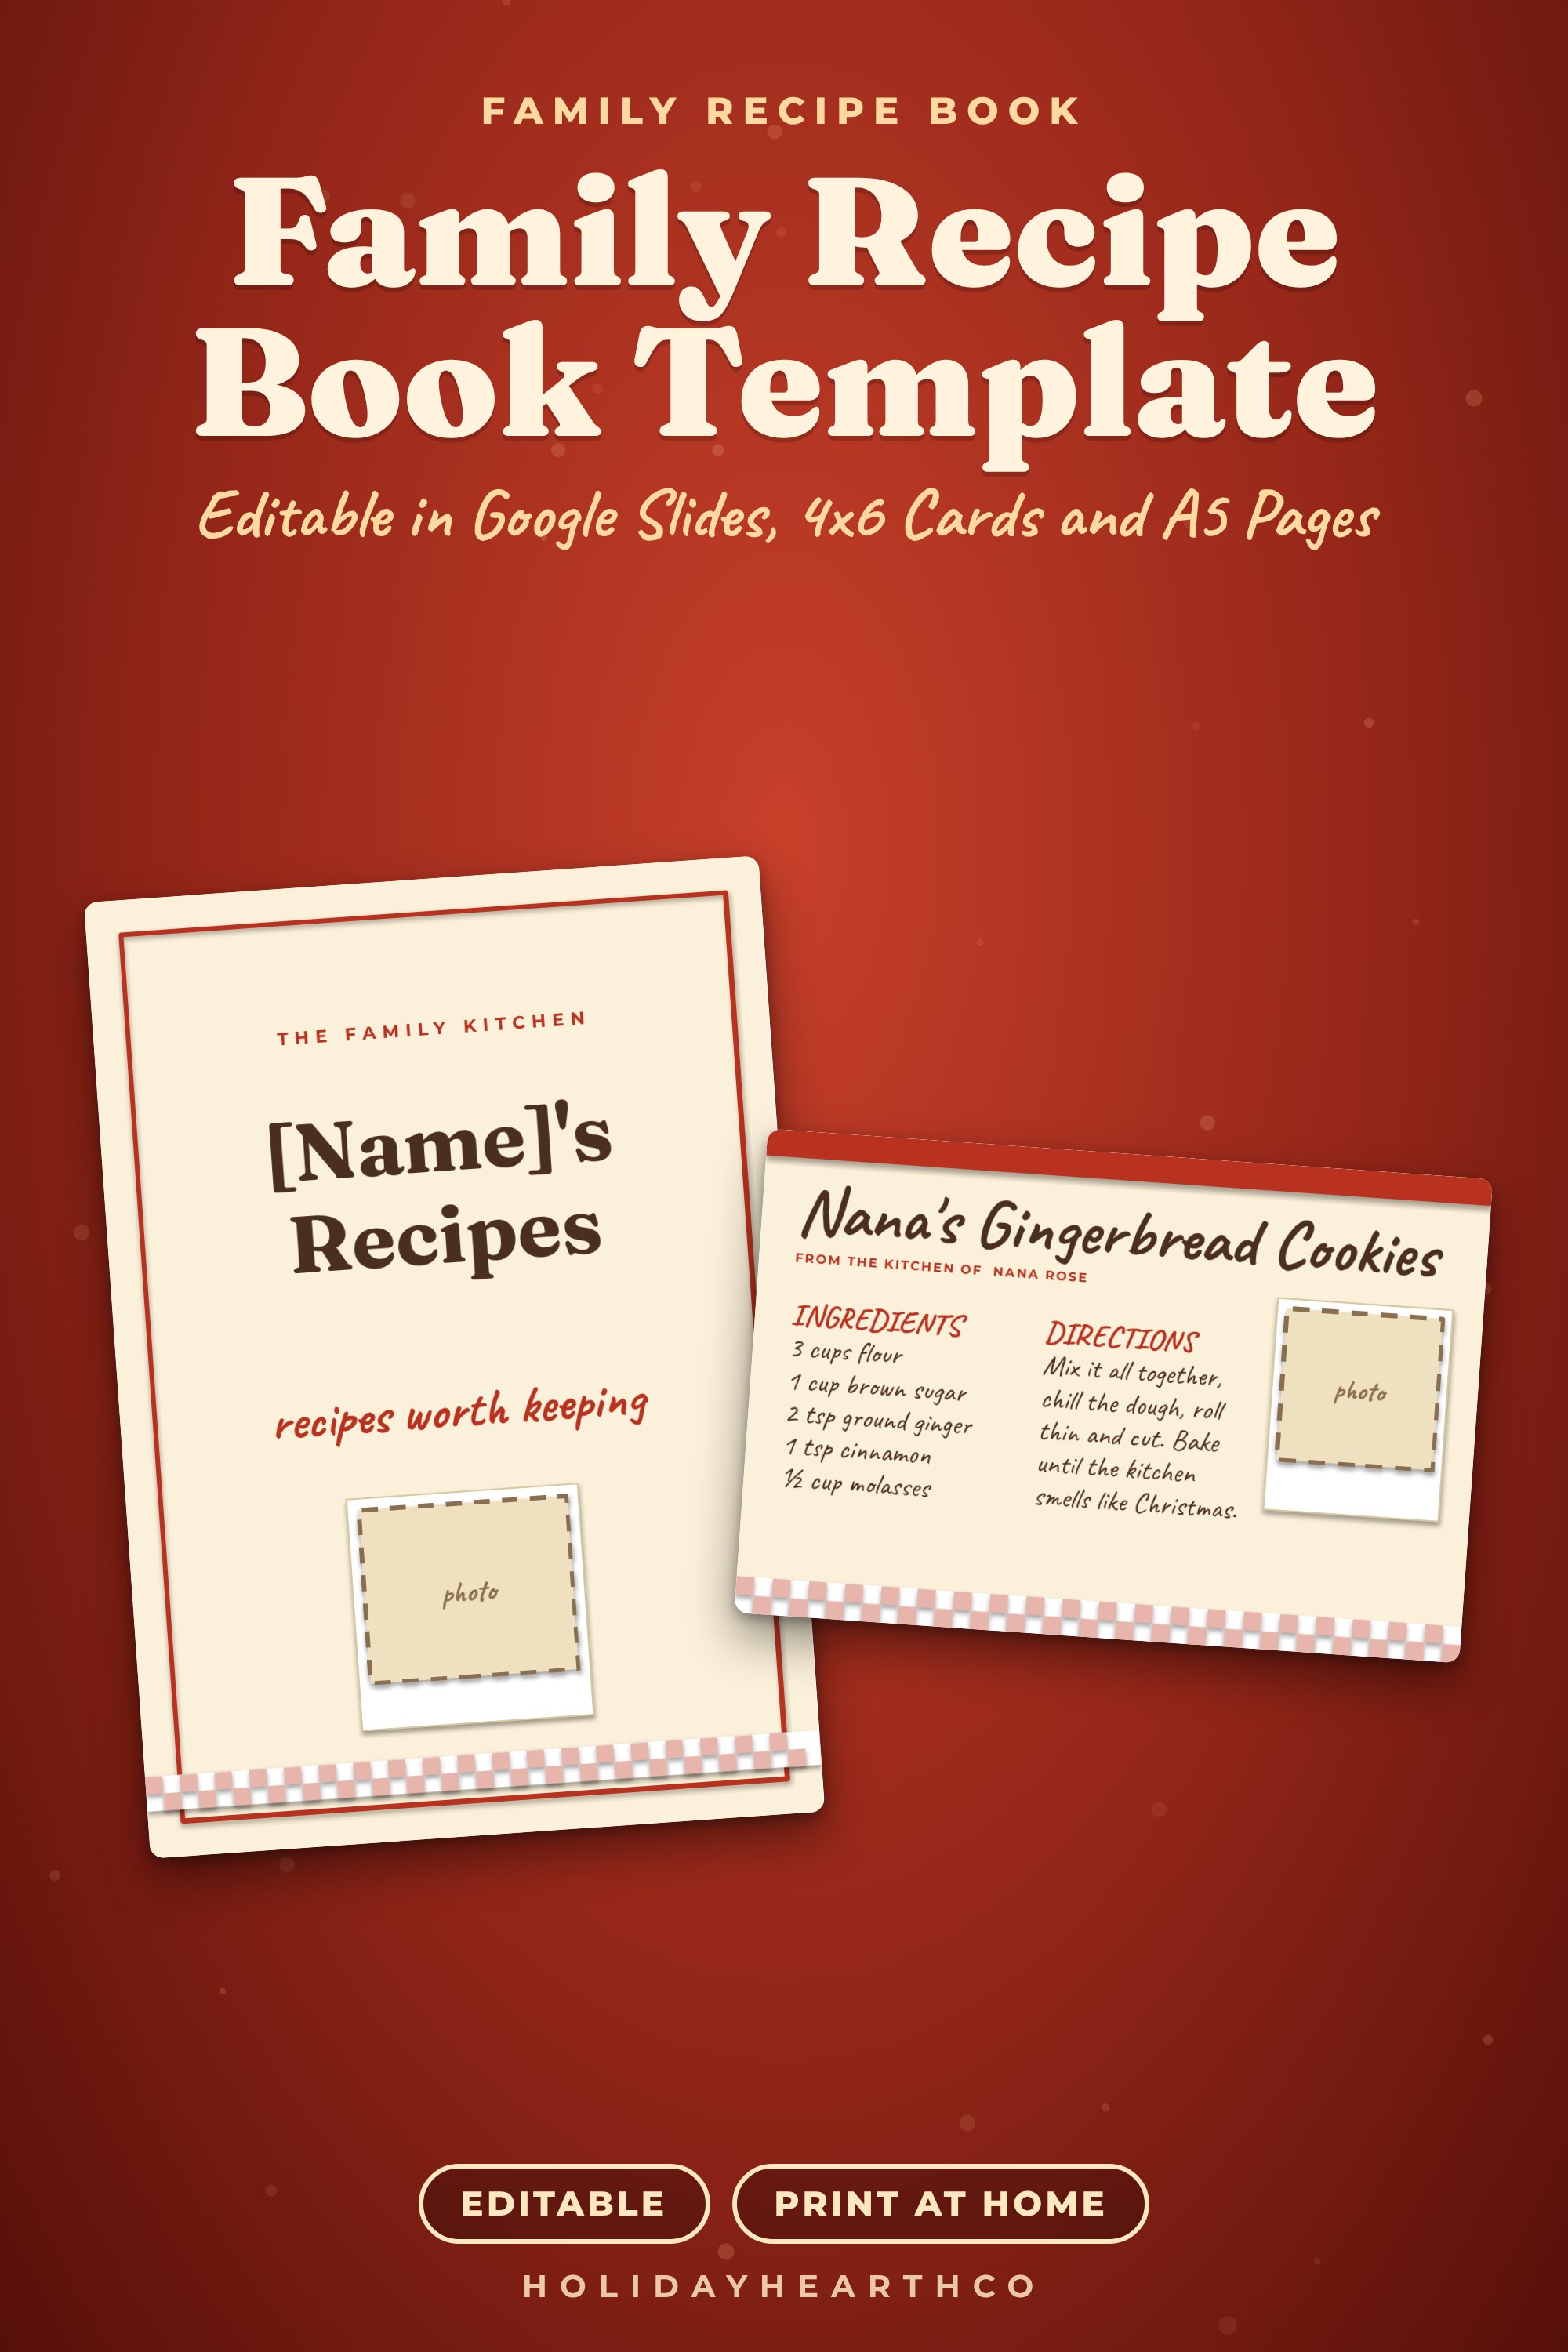 FAMILY RECIPE BOOK
Family Recipe
Book Template
Editable in Google Slides, 4x6 Cards and A5 Pages
THE FAMILY KITCHEN
[Name]'s
Recipes
recipes worth keeping
photo
Nana's Gingerbread Cookies
FROM THE KITCHEN OF NANA ROSE
INGREDIENTS
3 cups flour
1 cup brown sugar
2 tsp ground ginger
1 tsp cinnamon
½ cup molasses
DIRECTIONS
Mix it all together,
chill the dough, roll
thin and cut. Bake
until the kitchen
smells like Christmas.
photo
EDITABLE
PRINT AT HOME
HOLIDAYHEARTHCO